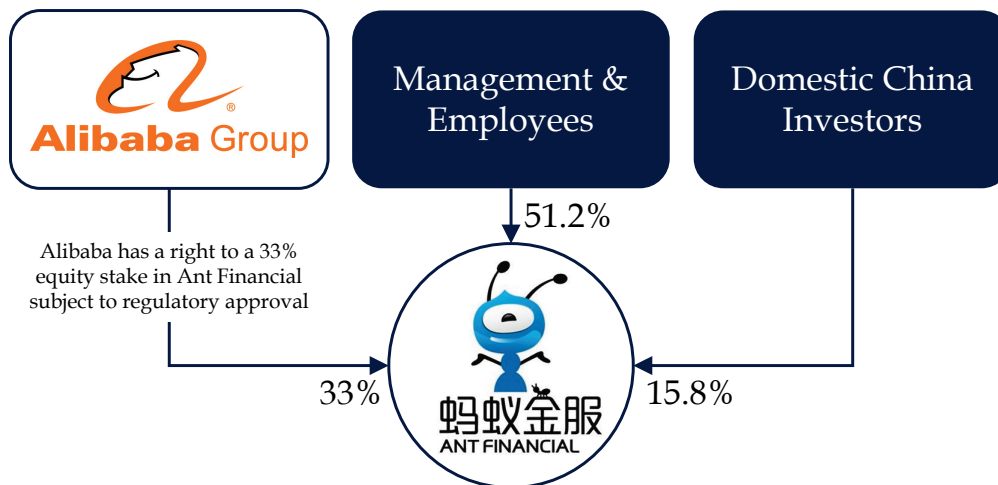 Alibaba Group
®
Management &
Employees
Domestic China
Investors
51.2%
Alibaba has a right to a 33%
equity stake in Ant Financial
subject to regulatory approval
33%
15.8%
蚂蚁金服
ANT FINANCIAL